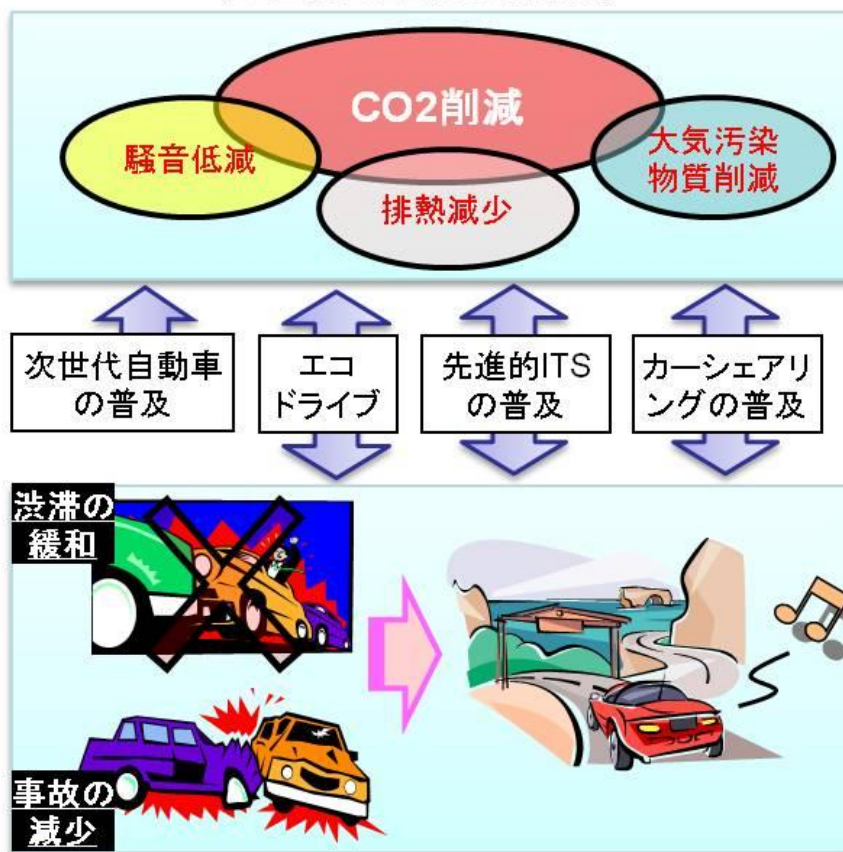 CO2削減
騒音低減
大気汚染
物質削減
排熱減少
次世代自動車
の普及
エコ
ドライブ
先進的ITS
の普及
カーシェアリ
ングの普及
渋滞の
緩和
事故の
減少